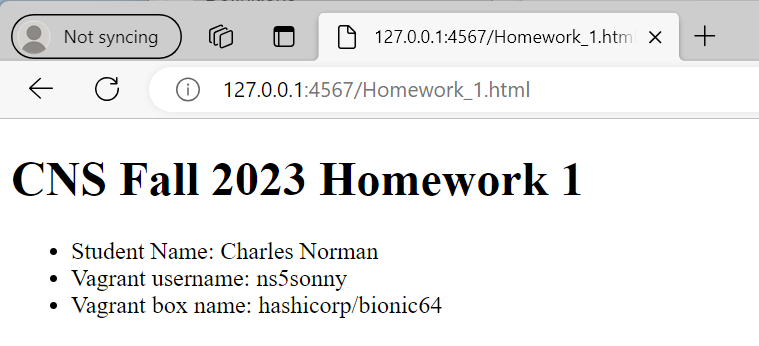 Not syncing
127.0.0.1:4567/Homework_1.html
127.0.0.1:4567/Homework_1.html
CNS Fall 2023 Homework 1
• Student Name: Charles Norman
• Vagrant username: ns5sonny
• Vagrant box name: hashicorp/bionic64